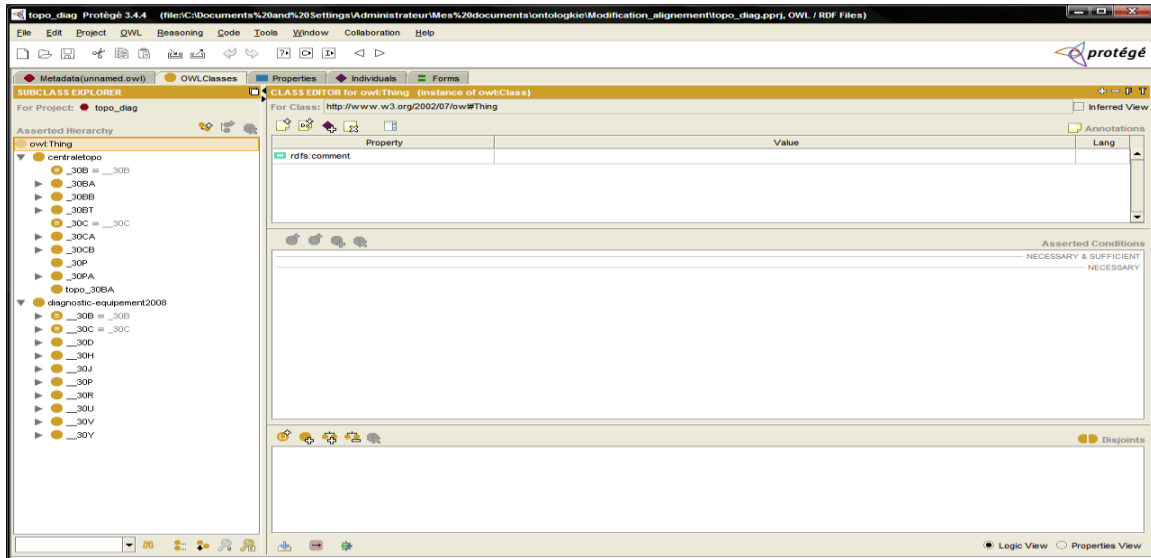 topo_diag Protégé 3.4.4 (file:\C:\Documents%20and%20Settings\Administrateur\Mes%20documents\ontologkie\Modification_alignement\topo_diag.pprj, OWL / RDF Files)
File Edit Project OWL Reasoning Code Tools Window Collaboration Help
protégé
Metadata(unnamed.owl) OWLClasses Properties Individuals Forms
SUBCLASS EXPLORER
CLASS EDITOR for owl:Thing (instance of owl:Class)
For Project: topo_diag
For Class: http://www.w3.org/2002/07/owl#Thing
Inferred View
Asserted Hierarchy
Annotations
Property Value Lang
rdfs:comment
owl:Thing
centraletopo
_30B ≡ __30B
_30BA
_30BB
_30BT
_30C ≡ __30C
_30CA
_30CB
_30P
_30PA
topo_30BA
diagnostic-equipement2008
__30B ≡ _30B
__30C ≡ _30C
__30D
__30H
__30J
__30P
__30R
__30U
__30V
__30Y
Asserted Conditions
NECESSARY & SUFFICIENT
NECESSARY
Disjoints
Logic View Properties View